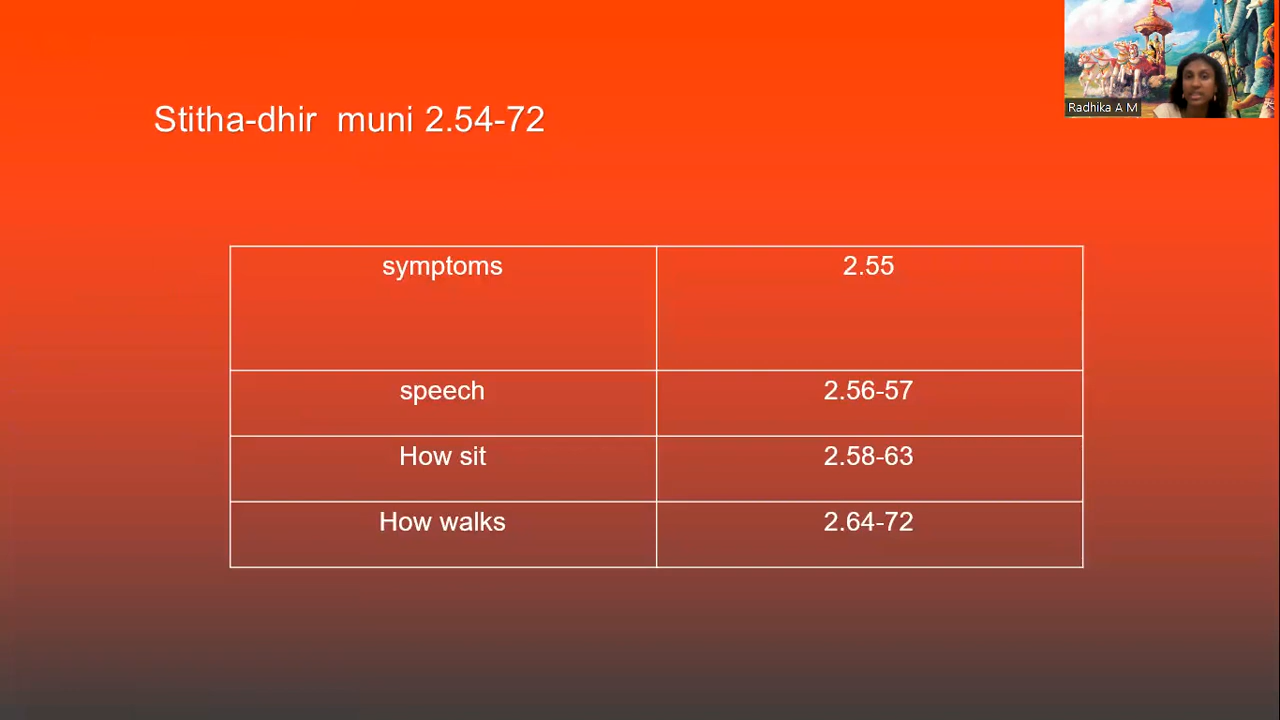 Radhika A M
Stitha-dhir muni 2.54-72
symptoms 2.55
speech 2.56-57
How sit 2.58-63
How walks 2.64-72